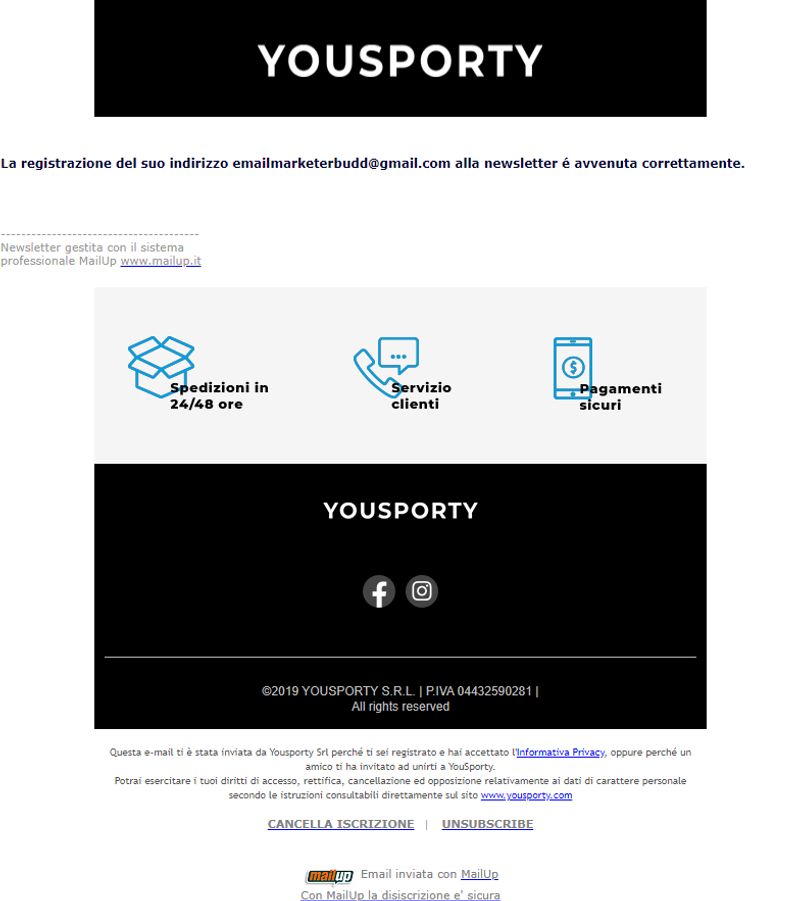 YOUSPORTY
La registrazione del suo indirizzo emailmarketerbudd@gmail.com alla newsletter é avvenuta correttamente.
----------------------------------------
Newsletter gestita con il sistema
professionale MailUp www.mailup.it
Spedizioni in
24/48 ore
Servizio
clienti
Pagamenti
sicuri
YOUSPORTY
©2019 YOUSPORTY S.R.L. | P.IVA 04432590281 |
All rights reserved
Questa e-mail ti è stata inviata da Yousporty Srl perché ti sei registrato e hai accettato l'Informativa Privacy, oppure perché un
amico ti ha invitato ad unirti a YouSporty.
Potrai esercitare i tuoi diritti di accesso, rettifica, cancellazione ed opposizione relativamente ai dati di carattere personale
secondo le istruzioni consultabili direttamente sul sito www.yousporty.com
CANCELLA ISCRIZIONE | UNSUBSCRIBE
mailup Email inviata con MailUp
Con MailUp la disiscrizione e' sicura